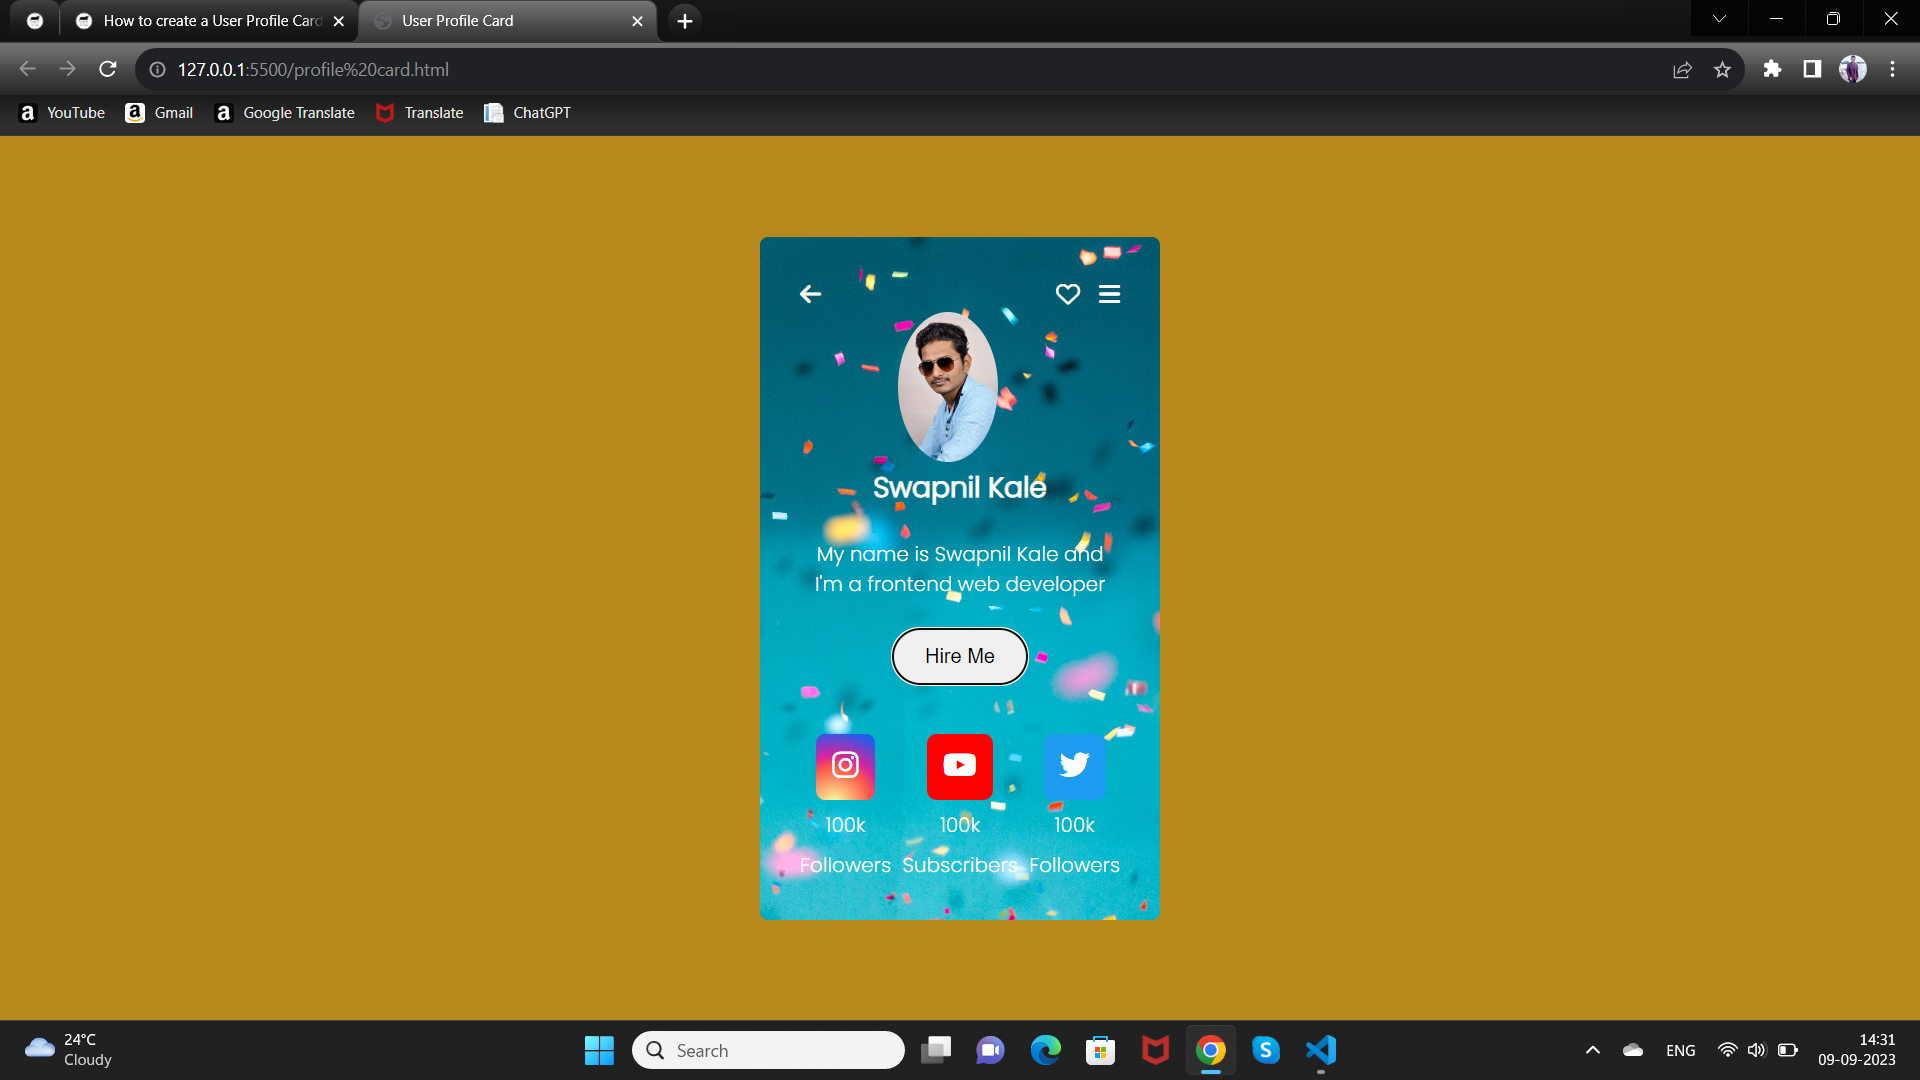 How to create a User Profile Card
User Profile Card
127.0.0.1:5500/profile%20card.html
YouTube
Gmail
Google Translate
Translate
ChatGPT
Swapnil Kale
My name is Swapnil Kale and
I'm a frontend web developer
Hire Me
100k
100k
100k
Followers
Subscribers
Followers
24°C
Cloudy
Search
ENG
14:31
09-09-2023